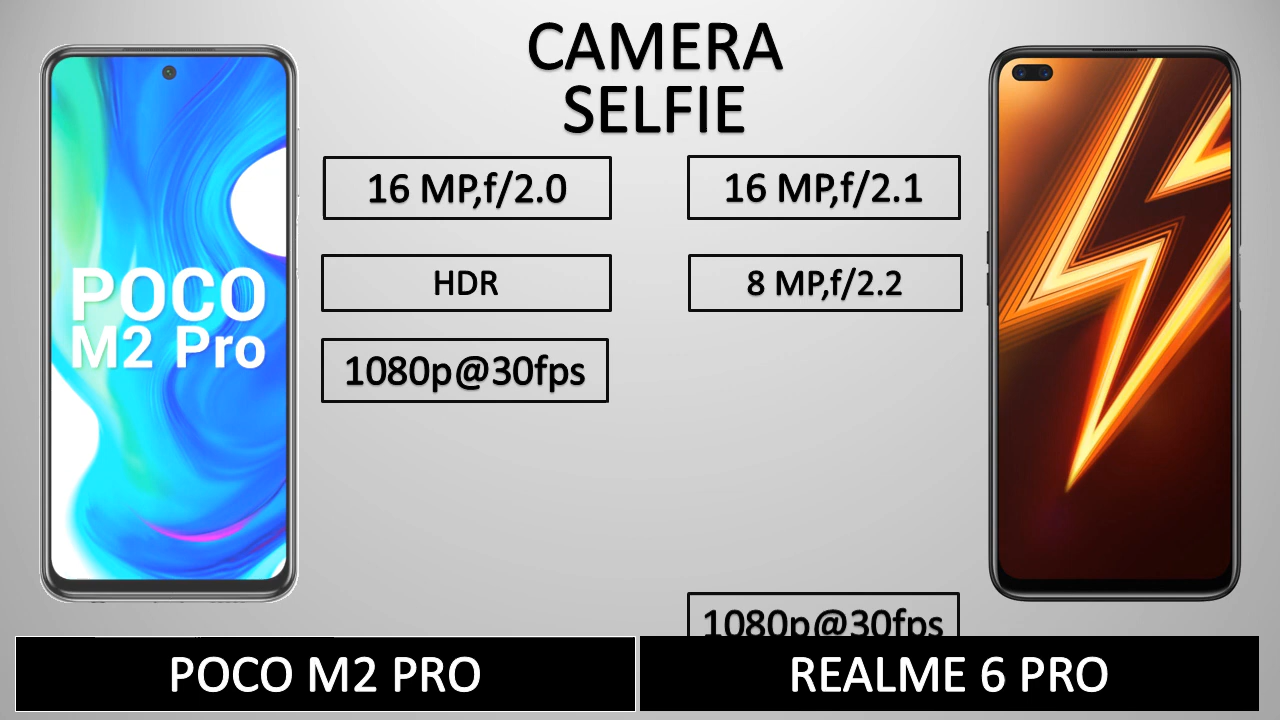 CAMERA
SELFIE
16 MP,f/2.0
16 MP,f/2.1
HDR
8 MP,f/2.2
1080p@30fps
POCO
M2 Pro
1080p@30fps
POCO M2 PRO
REALME 6 PRO